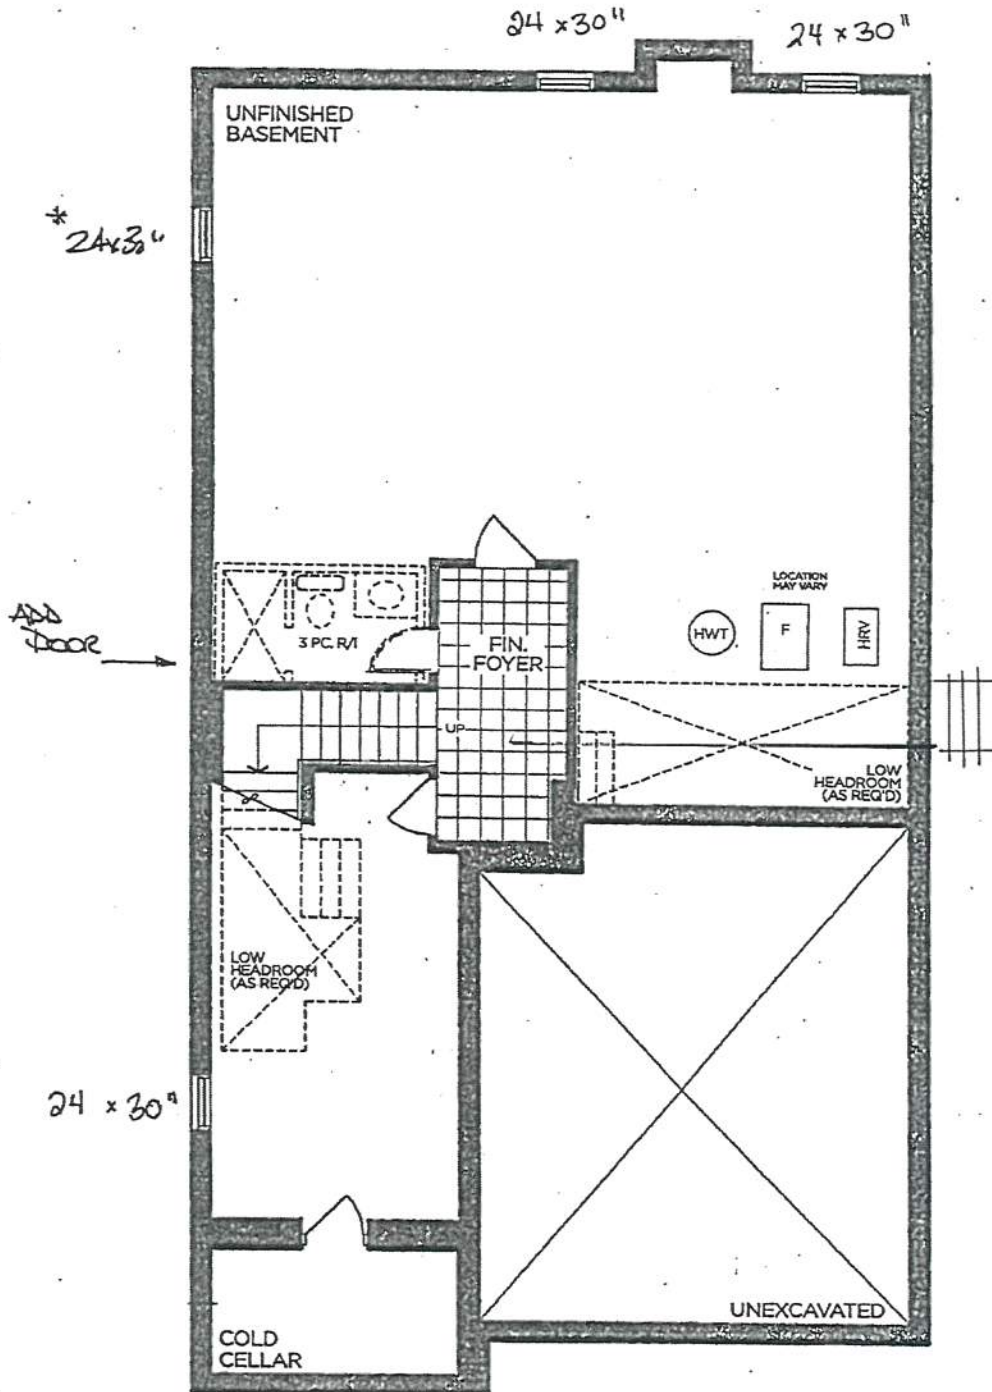 24 x 30"
24 x 30"
UNFINISHED
BASEMENT
*
24x30"
ADD
DOOR
3 PC. R/I
FIN.
FOYER
LOCATION
MAY VARY
HWT
F
HRV
UP
LOW
HEADROOM
(AS REQ'D)
LOW
HEADROOM
(AS REQ'D)
24 x 30"
UNEXCAVATED
COLD
CELLAR